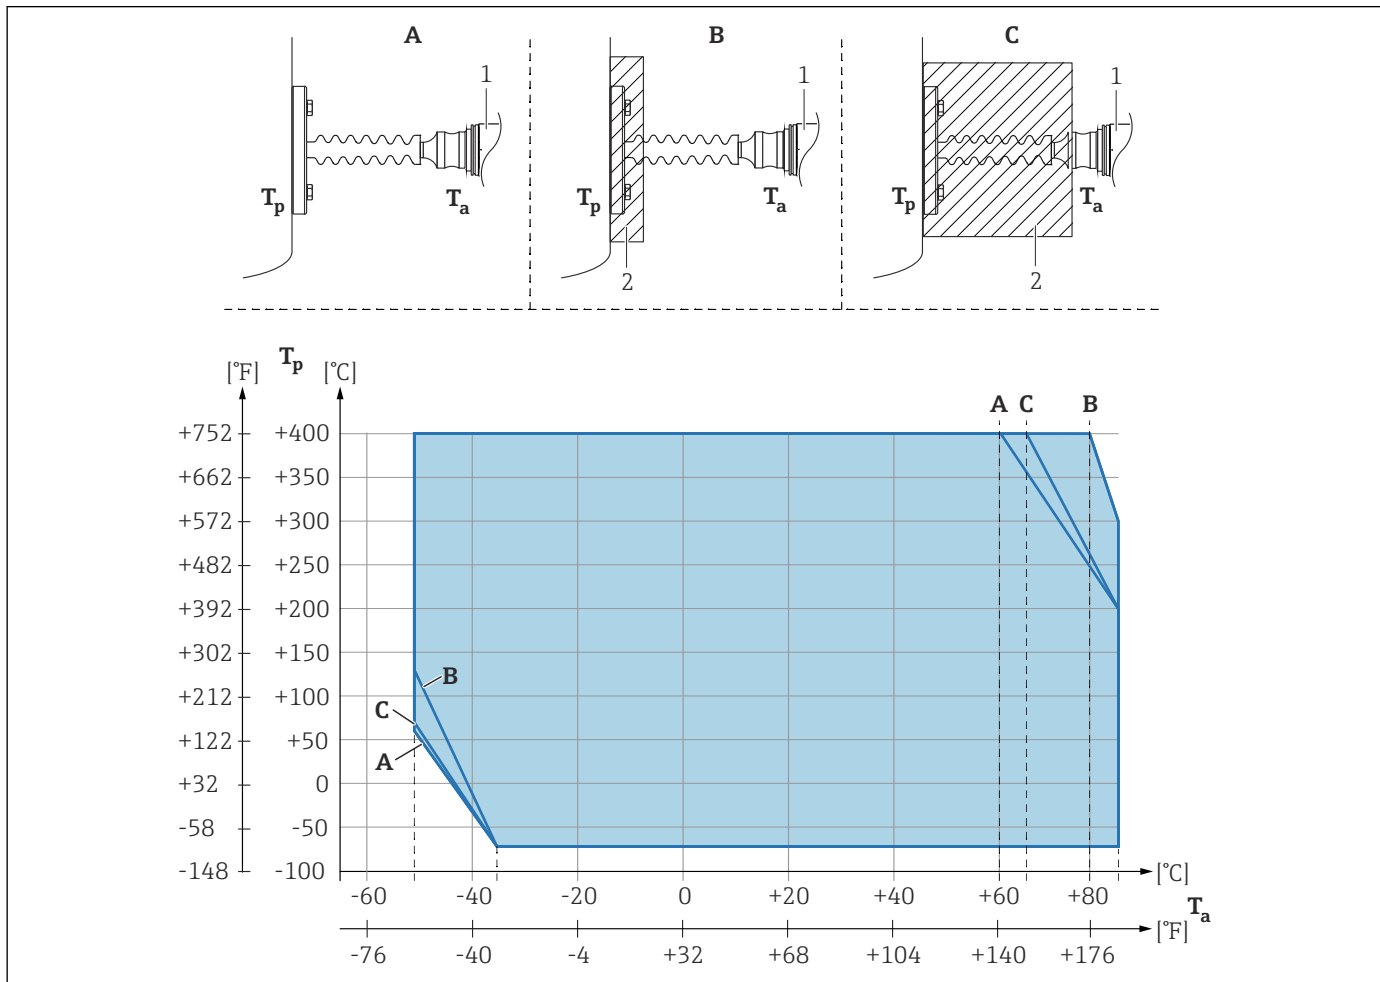 A B C
1 1 1
Tp Ta Tp Ta Tp Ta
2 2
Tp
[°F] [°C]
A C B
+752 +400
+662 +350
+572 +300
+482 +250
+392 +200
+302 +150
B
+212 +100
C
+122 +50
A
+32 0
-58 -50
-148 -100
[°C]
-60 -40 -20 0 +20 +40 +60 +80
Ta
[°F]
-76 -40 -4 +32 +68 +104 +140 +176